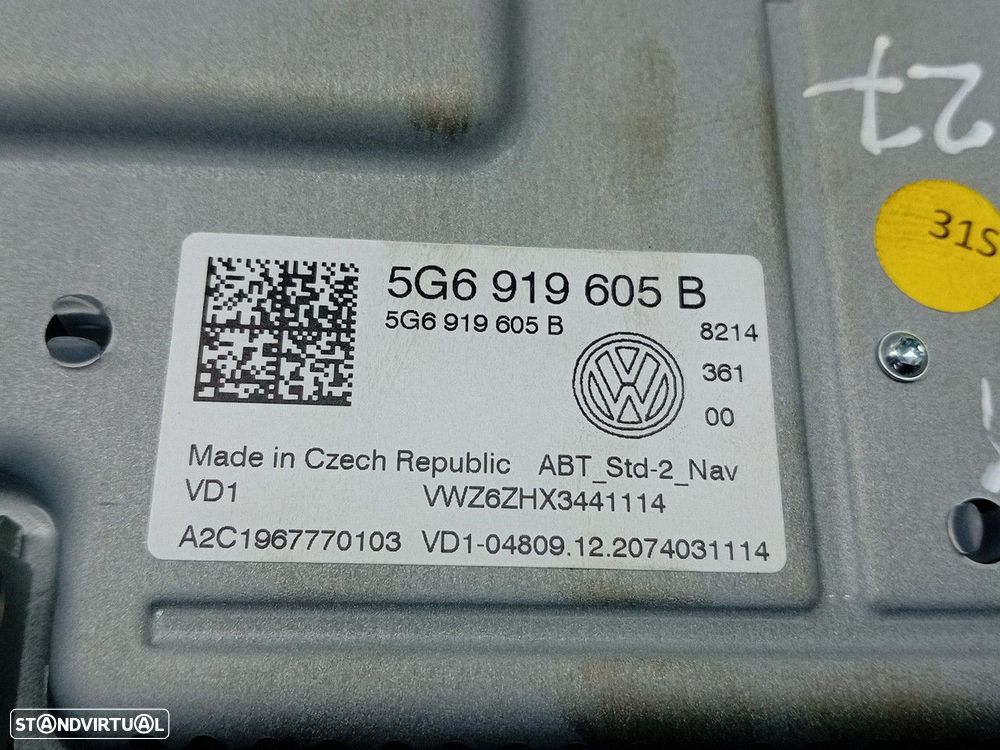 27
31S
5G6 919 605 B
5G6 919 605 B
8214
361
00
Made in Czech Republic ABT_Std-2_Nav
VD1 VWZ6ZHX3441114
A2C1967770103 VD1-04809.12.2074031114
STANDVIRTUAL